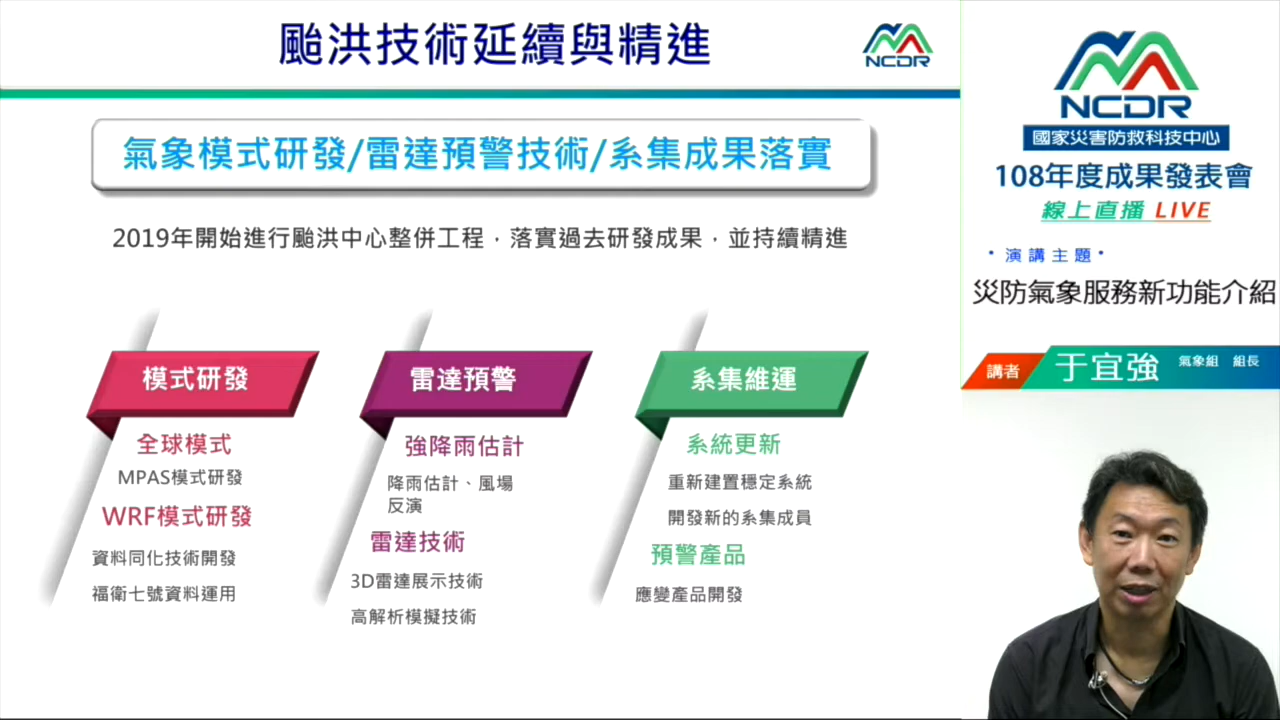 颱洪技術延續與精進
NCDR
氣象模式研發/雷達預警技術/系集成果落實
2019年開始進行颱洪中心整併工程，落實過去研發成果，並持續精進
模式研發
全球模式
MPAS模式研發
WRF模式研發
資料同化技術開發
福衛七號資料運用
雷達預警
強降雨估計
降雨估計、風場
反演
雷達技術
3D雷達展示技術
高解析模擬技術
系集維運
系統更新
重新建置穩定系統
開發新的系集成員
預警產品
應變產品開發
NCDR
國家災害防救科技中心
108年度成果發表會
線上直播 LIVE
• 演講主題 •
災防氣象服務新功能介紹
講者 于宜強 氣象組 組長